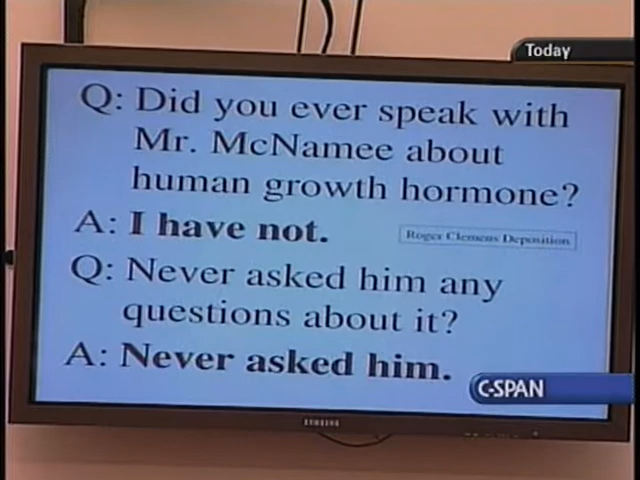 Today
Q: Did you ever speak with
Mr. McNamee about
human growth hormone?
A: I have not.
Roger Clemens Deposition
Q: Never asked him any
questions about it?
A: Never asked him.
C-SPAN
SAMSUNG